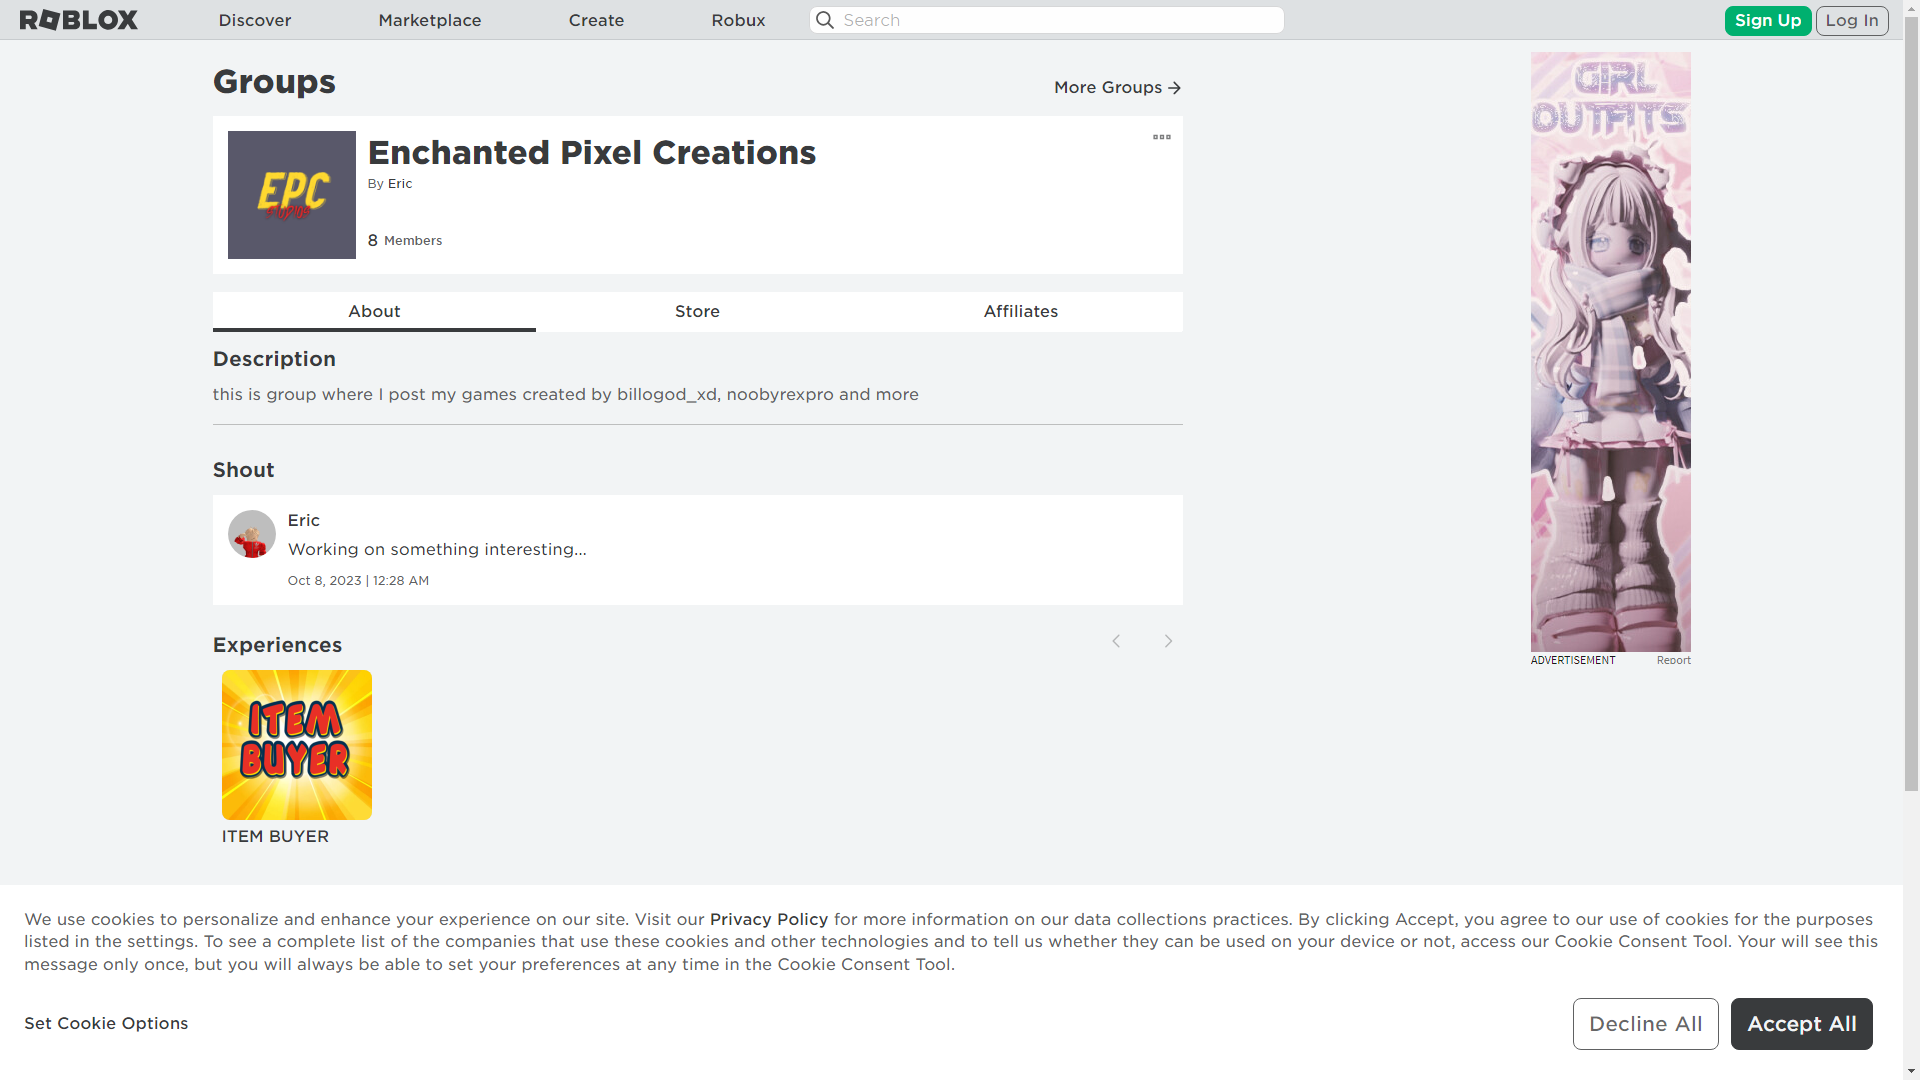 ROBLOX
Discover
Marketplace
Create
Robux
Search
Sign Up
Log In
Groups
More Groups
Enchanted Pixel Creations
By Eric
8 Members
EPC
STUDIOS
About
Store
Affiliates
Description
this is group where I post my games created by billogod_xd, noobyrexpro and more
Shout
Eric
Working on something interesting...
Oct 8, 2023 | 12:28 AM
Experiences
ITEM
BUYER
ITEM BUYER
GIRL
OUTFITS
ADVERTISEMENT
Report
We use cookies to personalize and enhance your experience on our site. Visit our Privacy Policy for more information on our data collections practices. By clicking Accept, you agree to our use of cookies for the purposes
listed in the settings. To see a complete list of the companies that use these cookies and other technologies and to tell us whether they can be used on your device or not, access our Cookie Consent Tool. Your will see this
message only once, but you will always be able to set your preferences at any time in the Cookie Consent Tool.
Set Cookie Options
Decline All
Accept All